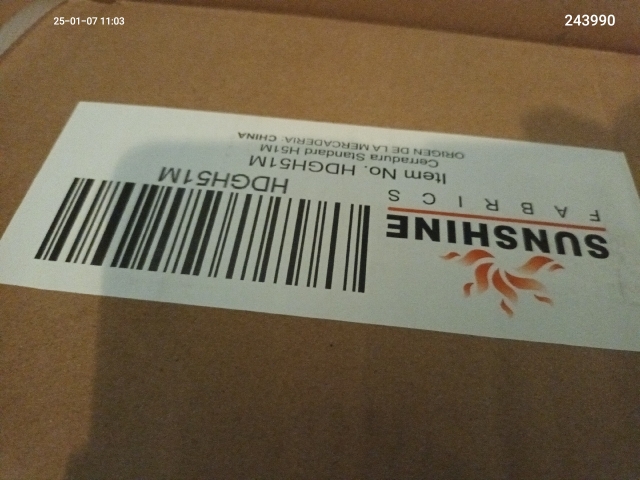 25-01-07 11:03
243990
SUNSHINE
FABRICS
HDGH51M
Item No. HDGH51M
Cerradura Standard H51M
ORIGEN DE LA MERCADERIA: CHINA